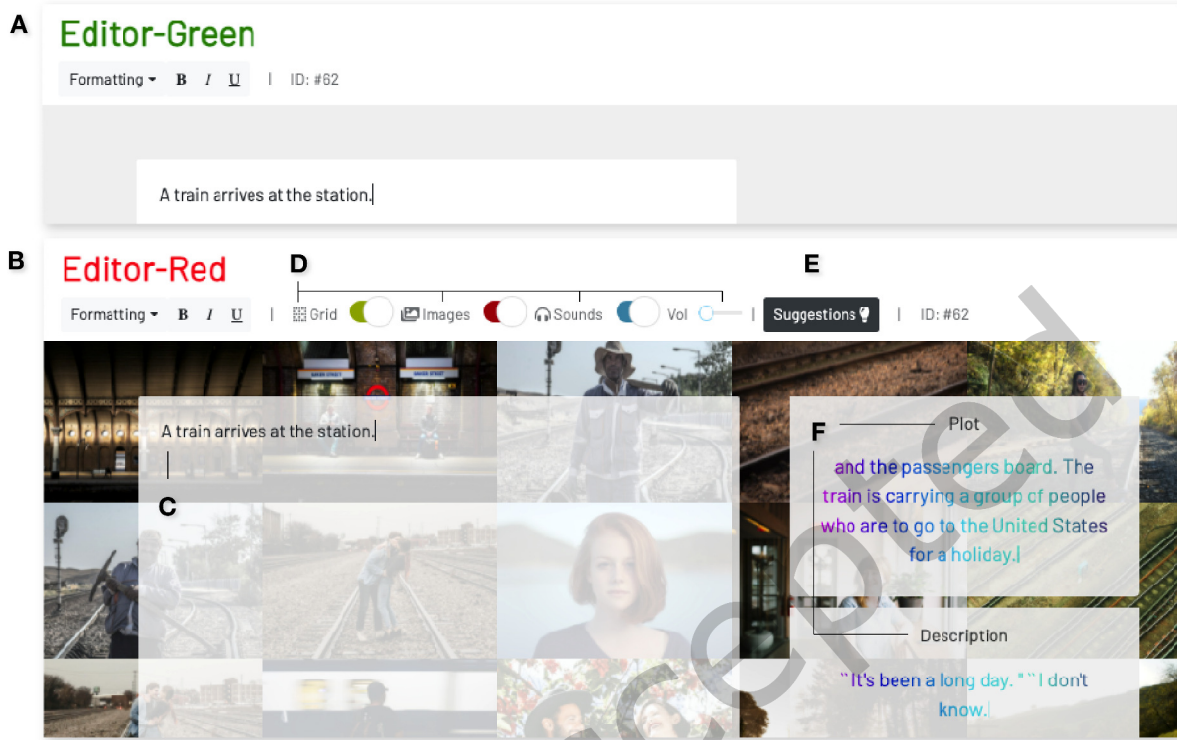 A
Editor-Green
Formatting B I U | ID: #62
A train arrives at the station.
B
Editor-Red
D
E
Formatting B I U | Grid Images Sounds Vol | Suggestions | ID: #62
A train arrives at the station.
C
F
Plot
and the passengers board. The
train is carrying a group of people
who are to go to the United States
for a holiday.
Description
"It's been a long day. " "I don't
know.
cepted